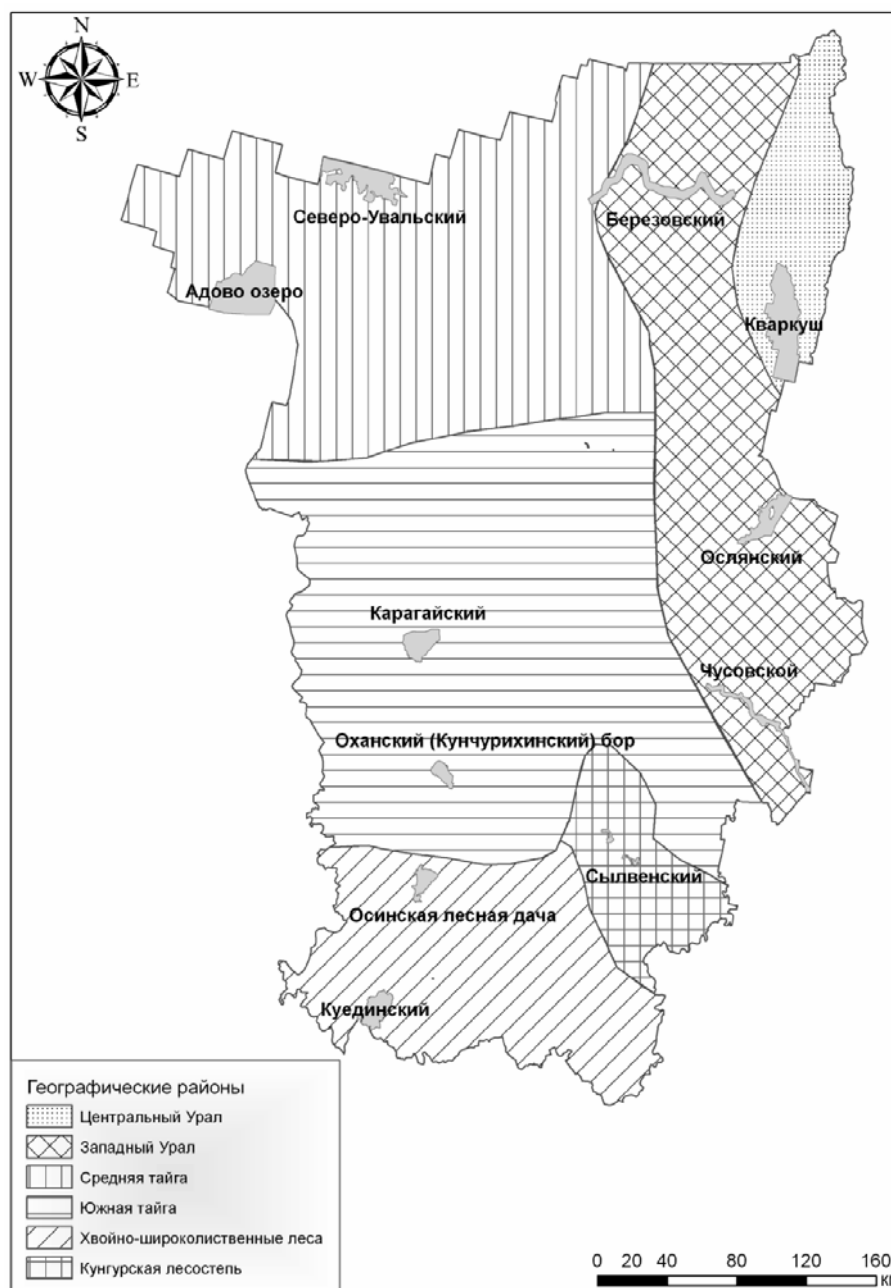 N
W E
S
Северо-Увальский
Березовский
Адово озеро
Кваркуш
Ослянский
Карагайский
Чусовской
Оханский (Кунчурихинский) бор
Сылвенский
Осинская лесная дача
Куединский
Географические районы
Центральный Урал
Западный Урал
Средняя тайга
Южная тайга
Хвойно-широколиственные леса
Кунгурская лесостепь
0 20 40 80 120 160